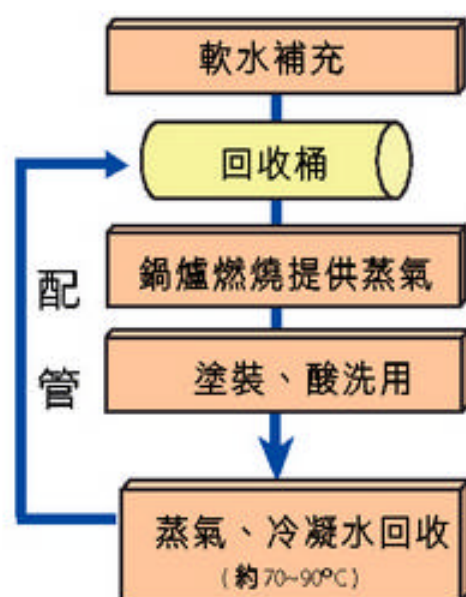 軟水補充
回收桶
鍋爐燃燒提供蒸氣
配管
塗裝、酸洗用
蒸氣、冷凝水回收
(約70~90°C)